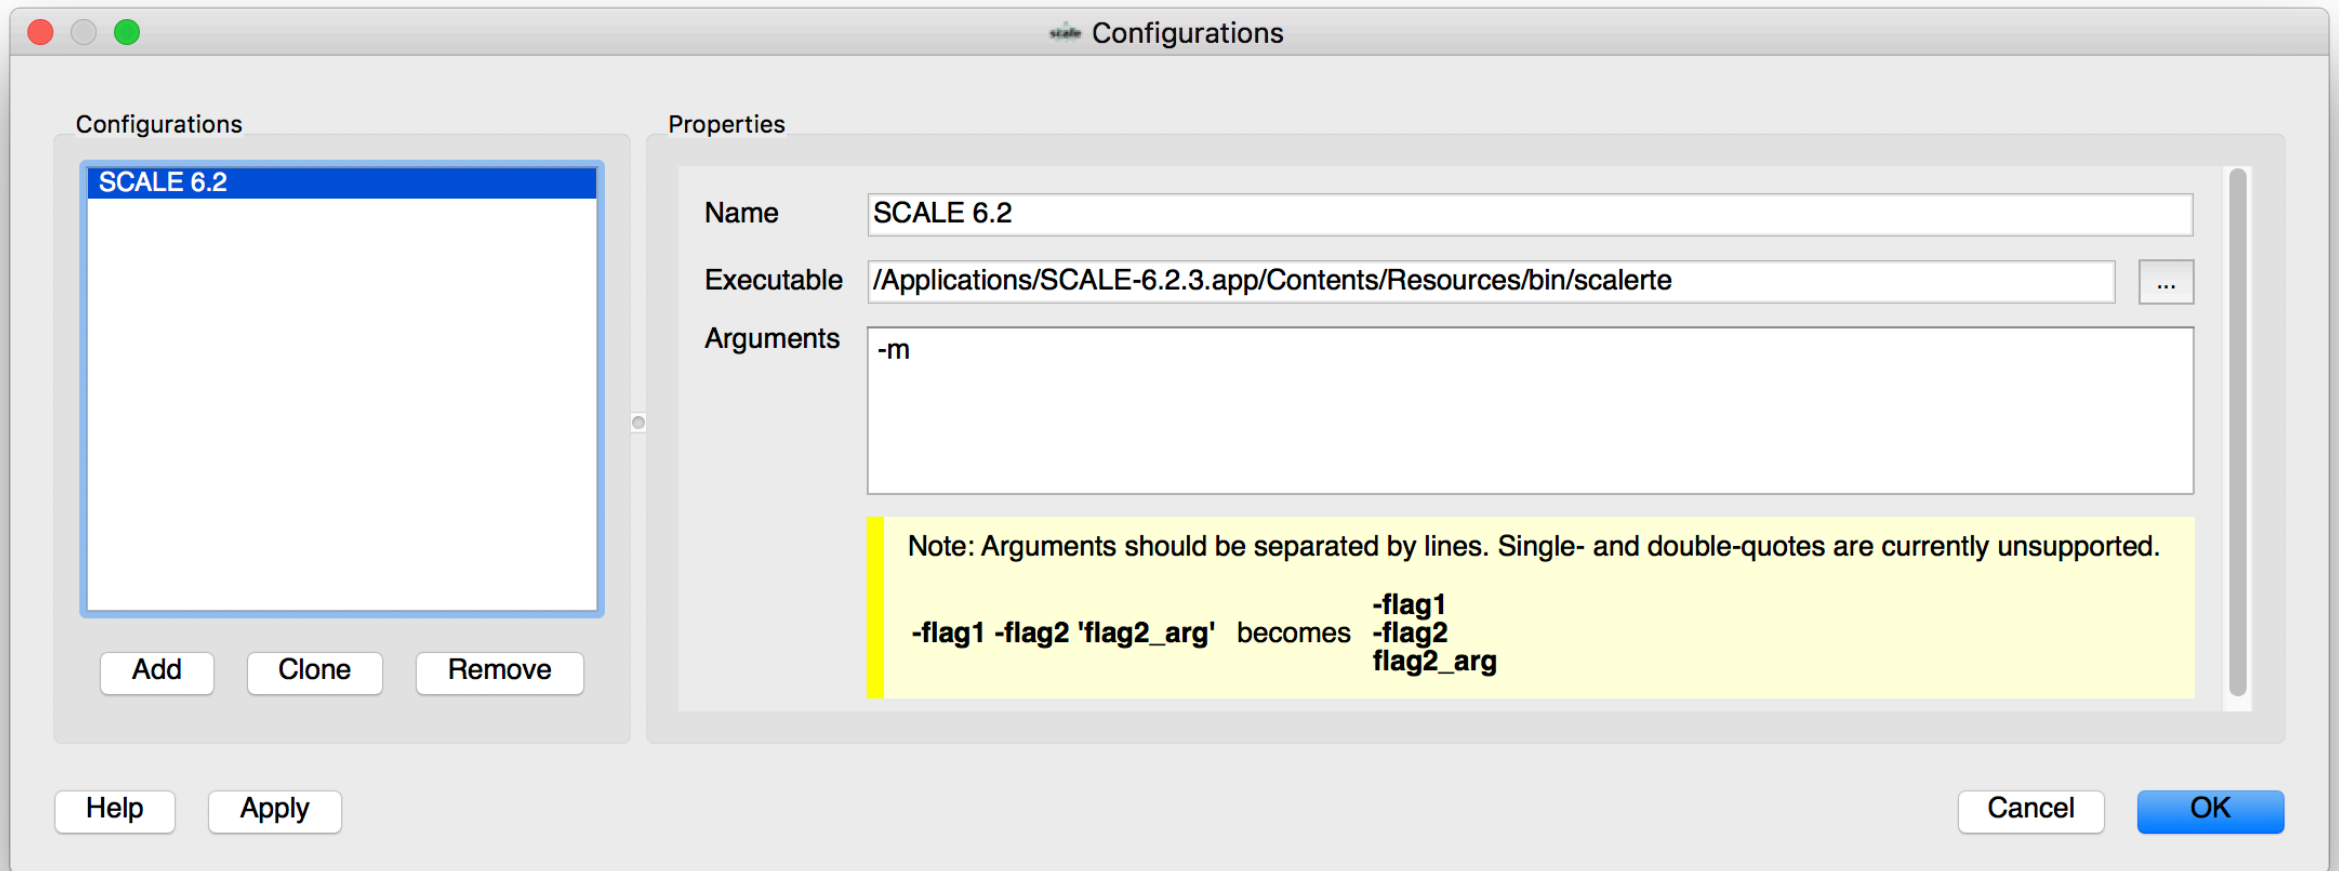 scale Configurations
Configurations
SCALE 6.2
Add Clone Remove
Properties
Name SCALE 6.2
Executable /Applications/SCALE-6.2.3.app/Contents/Resources/bin/scalerte ...
Arguments -m
Note: Arguments should be separated by lines. Single- and double-quotes are currently unsupported.
-flag1 -flag2 'flag2_arg' becomes -flag1
-flag2
flag2_arg
Help Apply Cancel OK